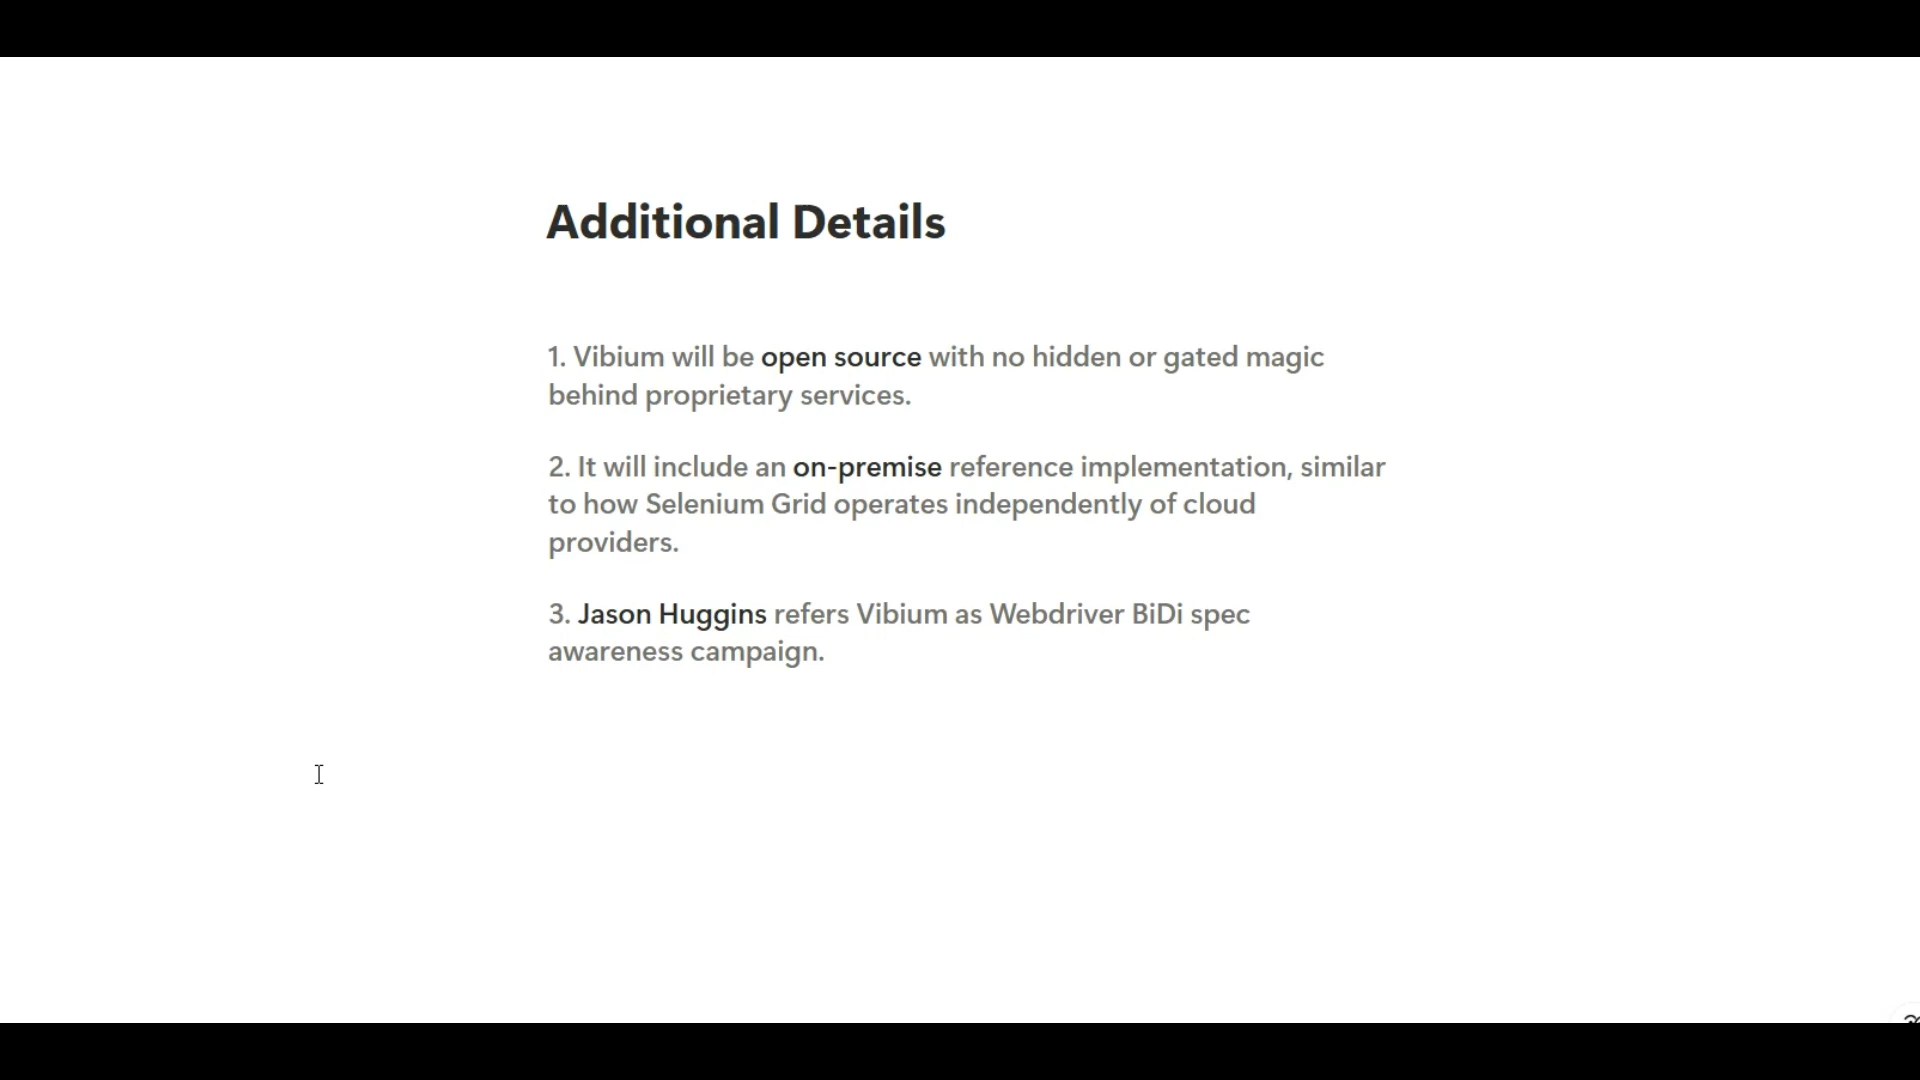 Additional Details
1. Vibium will be open source with no hidden or gated magic
behind proprietary services.
2. It will include an on-premise reference implementation, similar
to how Selenium Grid operates independently of cloud
providers.
3. Jason Huggins refers Vibium as Webdriver BiDi spec
awareness campaign.